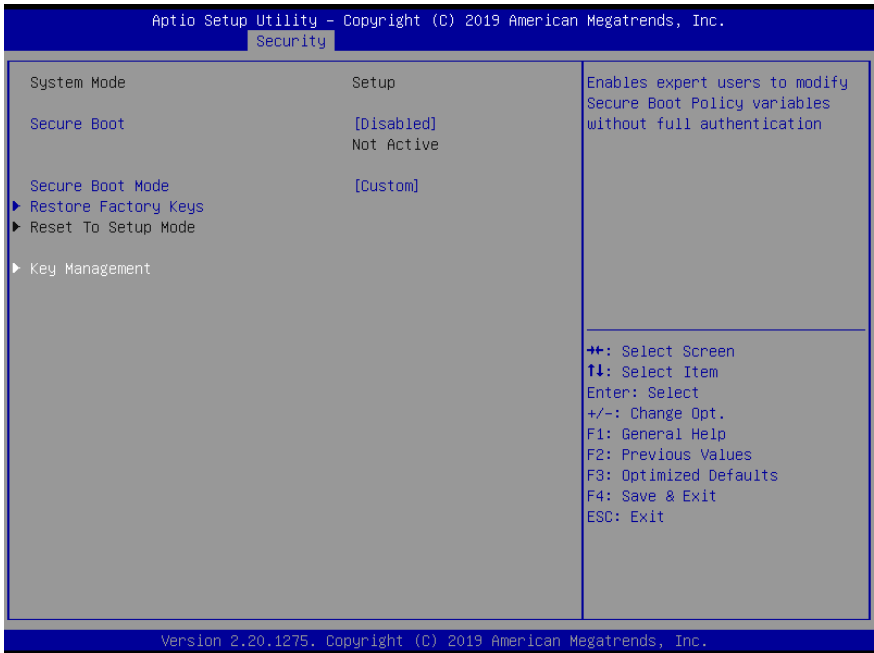 Aptio Setup Utility – Copyright (C) 2019 American Megatrends, Inc.
Security
System Mode Setup
Secure Boot [Disabled]
Not Active
Secure Boot Mode [Custom]
Restore Factory Keys
Reset To Setup Mode
Key Management
Enables expert users to modify
Secure Boot Policy variables
without full authentication
→←: Select Screen
↑↓: Select Item
Enter: Select
+/-: Change Opt.
F1: General Help
F2: Previous Values
F3: Optimized Defaults
F4: Save & Exit
ESC: Exit
Version 2.20.1275. Copyright (C) 2019 American Megatrends, Inc.